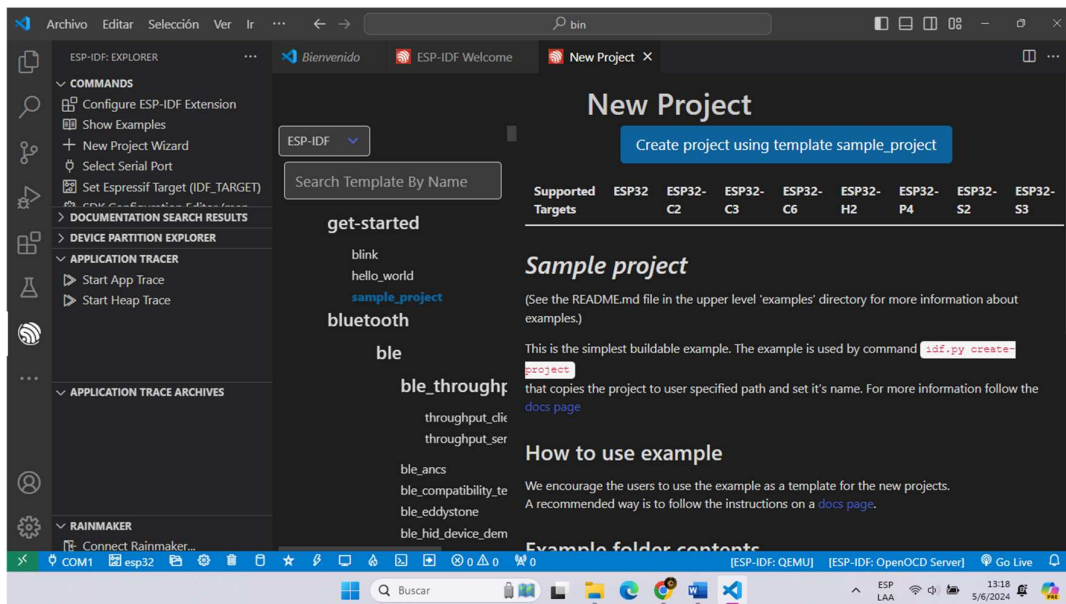 Archivo Editar Selección Ver Ir ··· bin
ESP-IDF: EXPLORER ···
COMMANDS
Configure ESP-IDF Extension
Show Examples
New Project Wizard
Select Serial Port
Set Espressif Target (IDF_TARGET)
DOCUMENTATION SEARCH RESULTS
DEVICE PARTITION EXPLORER
APPLICATION TRACER
Start App Trace
Start Heap Trace
APPLICATION TRACE ARCHIVES
RAINMAKER
Connect Rainmaker...
Bienvenido ESP-IDF Welcome New Project
ESP-IDF
Search Template By Name
get-started
blink
hello_world
sample_project
bluetooth
ble
ble_throughp
throughput_clie
throughput_ser
ble_ancs
ble_compatibility_te
ble_eddystone
ble_hid_device_dem
New Project
Create project using template sample_project
Supported Targets ESP32 ESP32-C2 ESP32-C3 ESP32-C6 ESP32-H2 ESP32-P4 ESP32-S2 ESP32-S3
Sample project
(See the README.md file in the upper level 'examples' directory for more information about
examples.)
This is the simplest buildable example. The example is used by command idf.py create-
project
that copies the project to user specified path and set it's name. For more information follow the
docs page
How to use example
We encourage the users to use the example as a template for the new projects.
A recommended way is to follow the instructions on a docs page.
Example folder contents
COM1 esp32 0 0 0 [ESP-IDF: QEMU] [ESP-IDF: OpenOCD Server] Go Live
Buscar ESP LAA 13:18 5/6/2024 PRE